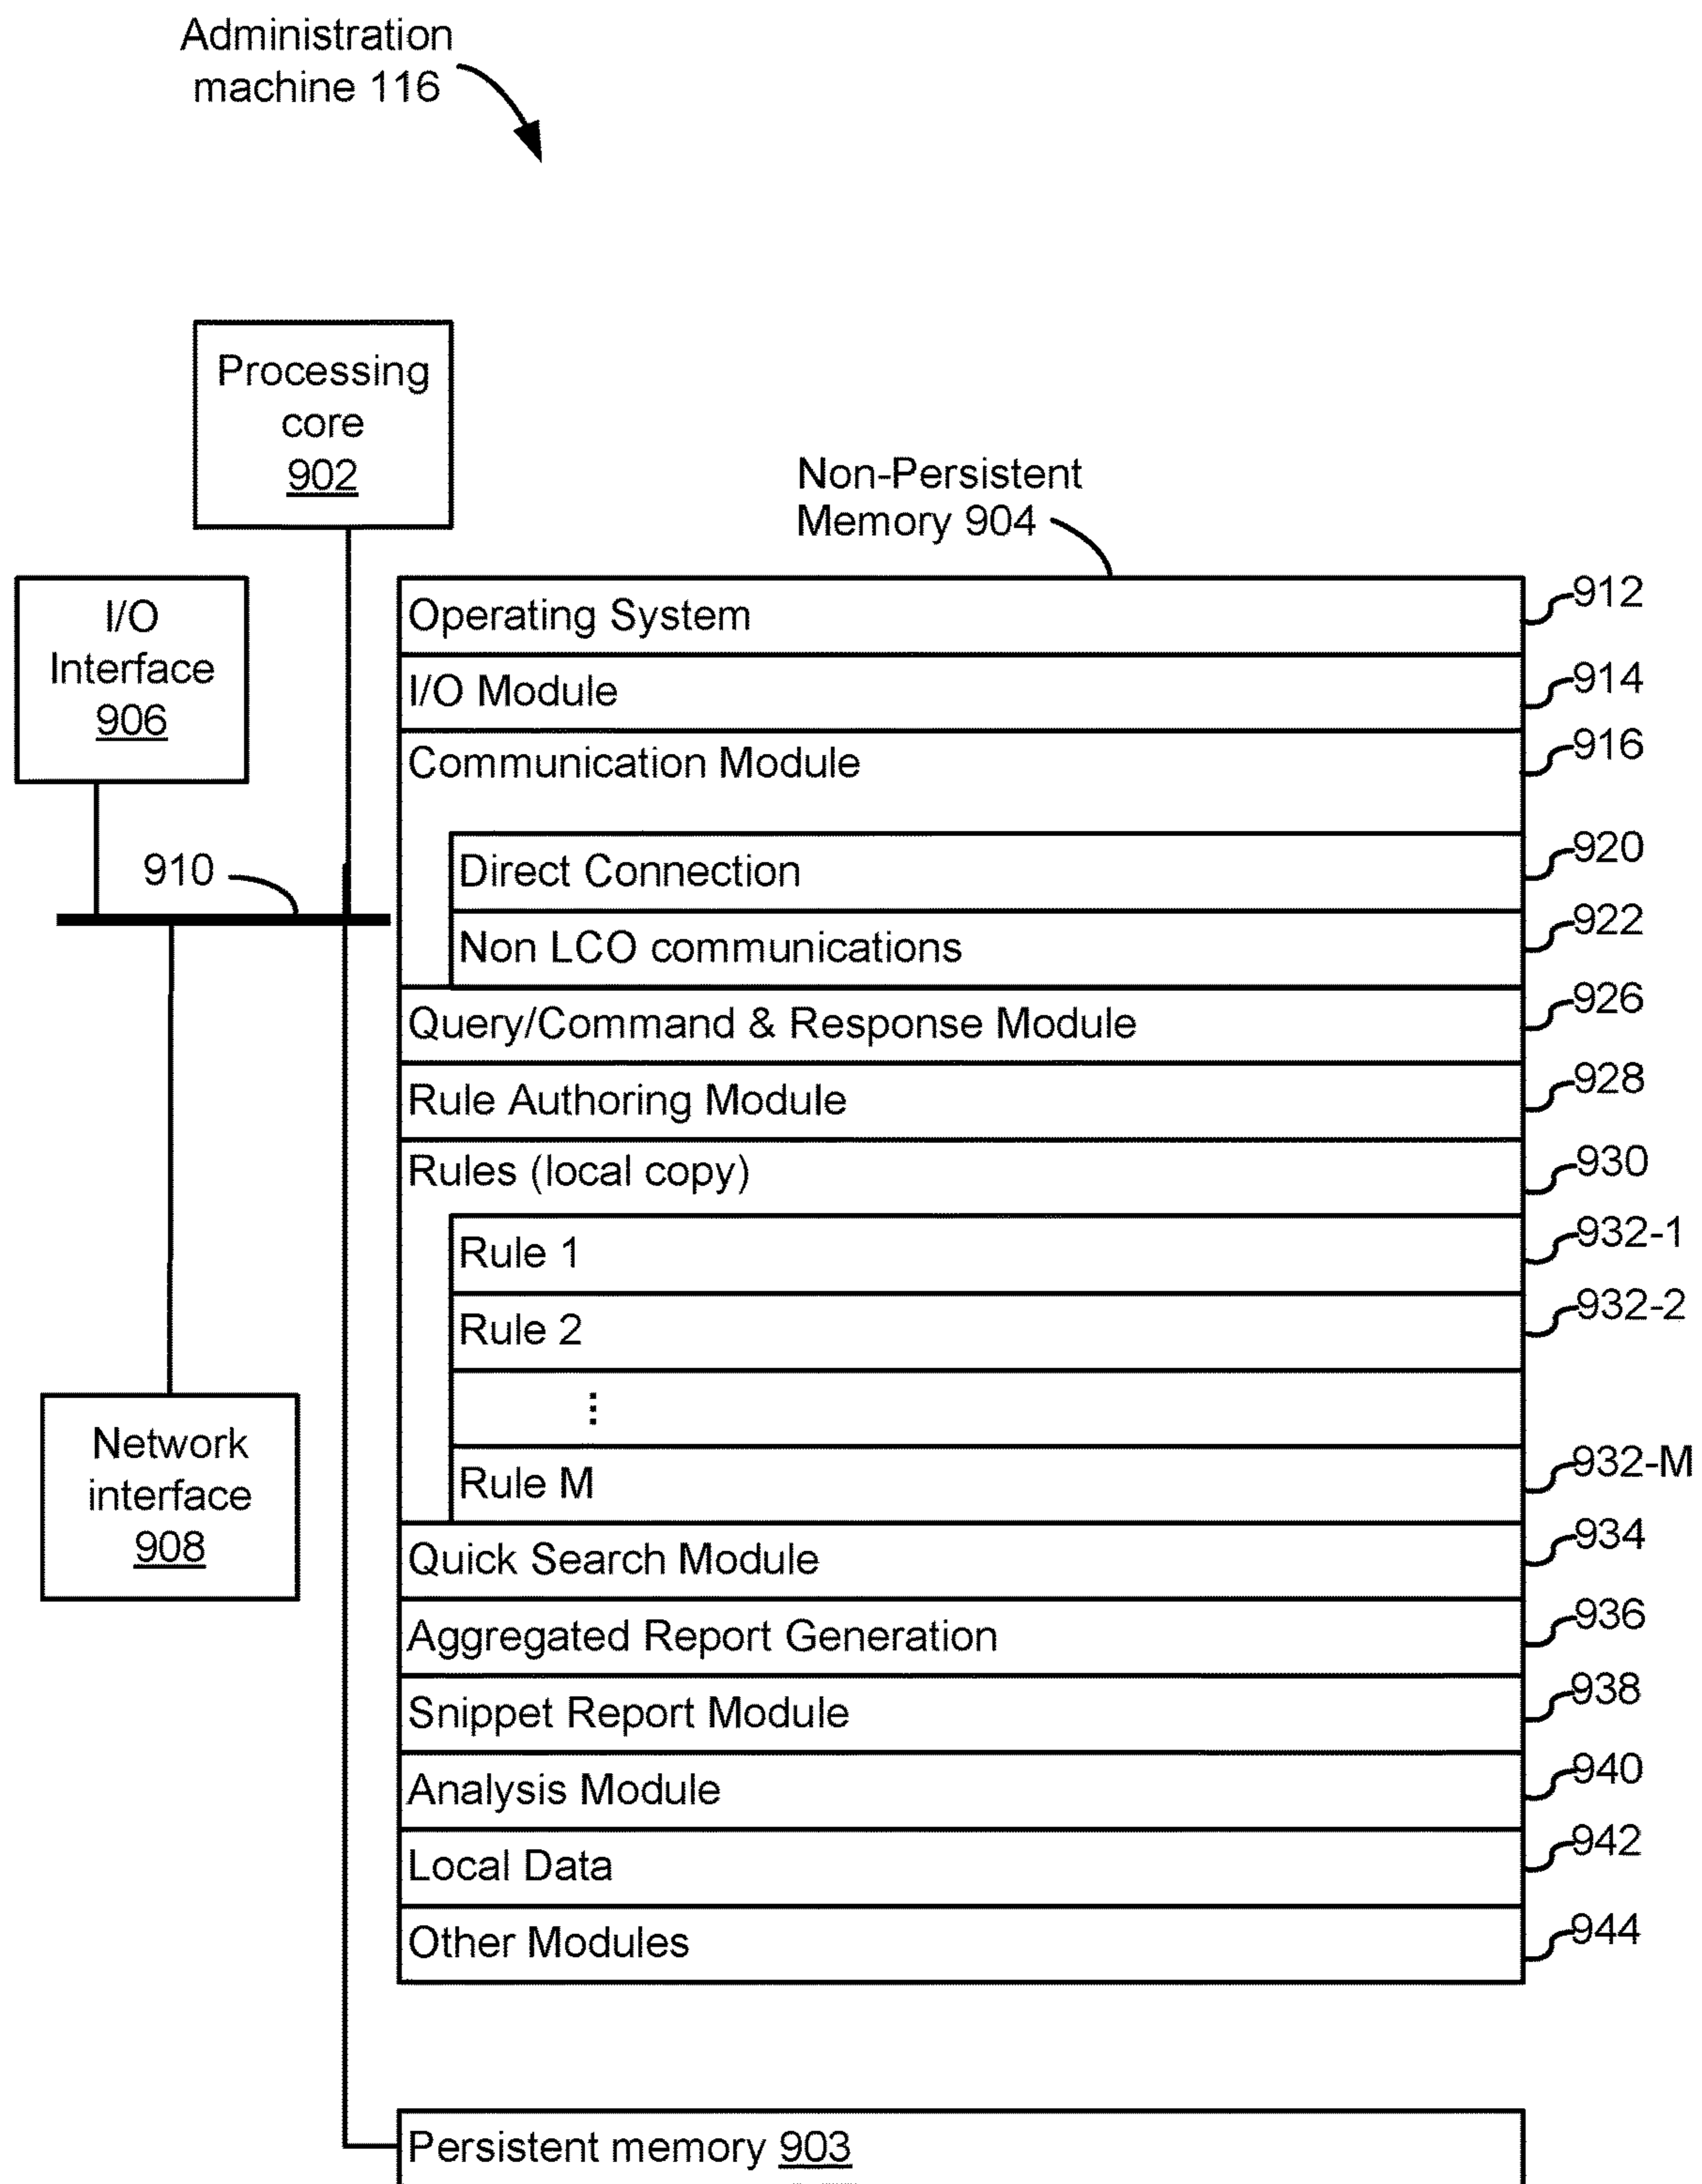 Administration
machine 116
Processing
core
902
Non-Persistent
Memory 904
I/O
Interface
906
910
Network
interface
908
Operating System
912
I/O Module
914
Communication Module
916
Direct Connection
920
Non LCO communications
922
Query/Command & Response Module
926
Rule Authoring Module
928
Rules (local copy)
930
Rule 1
932-1
Rule 2
932-2
⋮
Rule M
932-M
Quick Search Module
934
Aggregated Report Generation
936
Snippet Report Module
938
Analysis Module
940
Local Data
942
Other Modules
944
Persistent memory 903